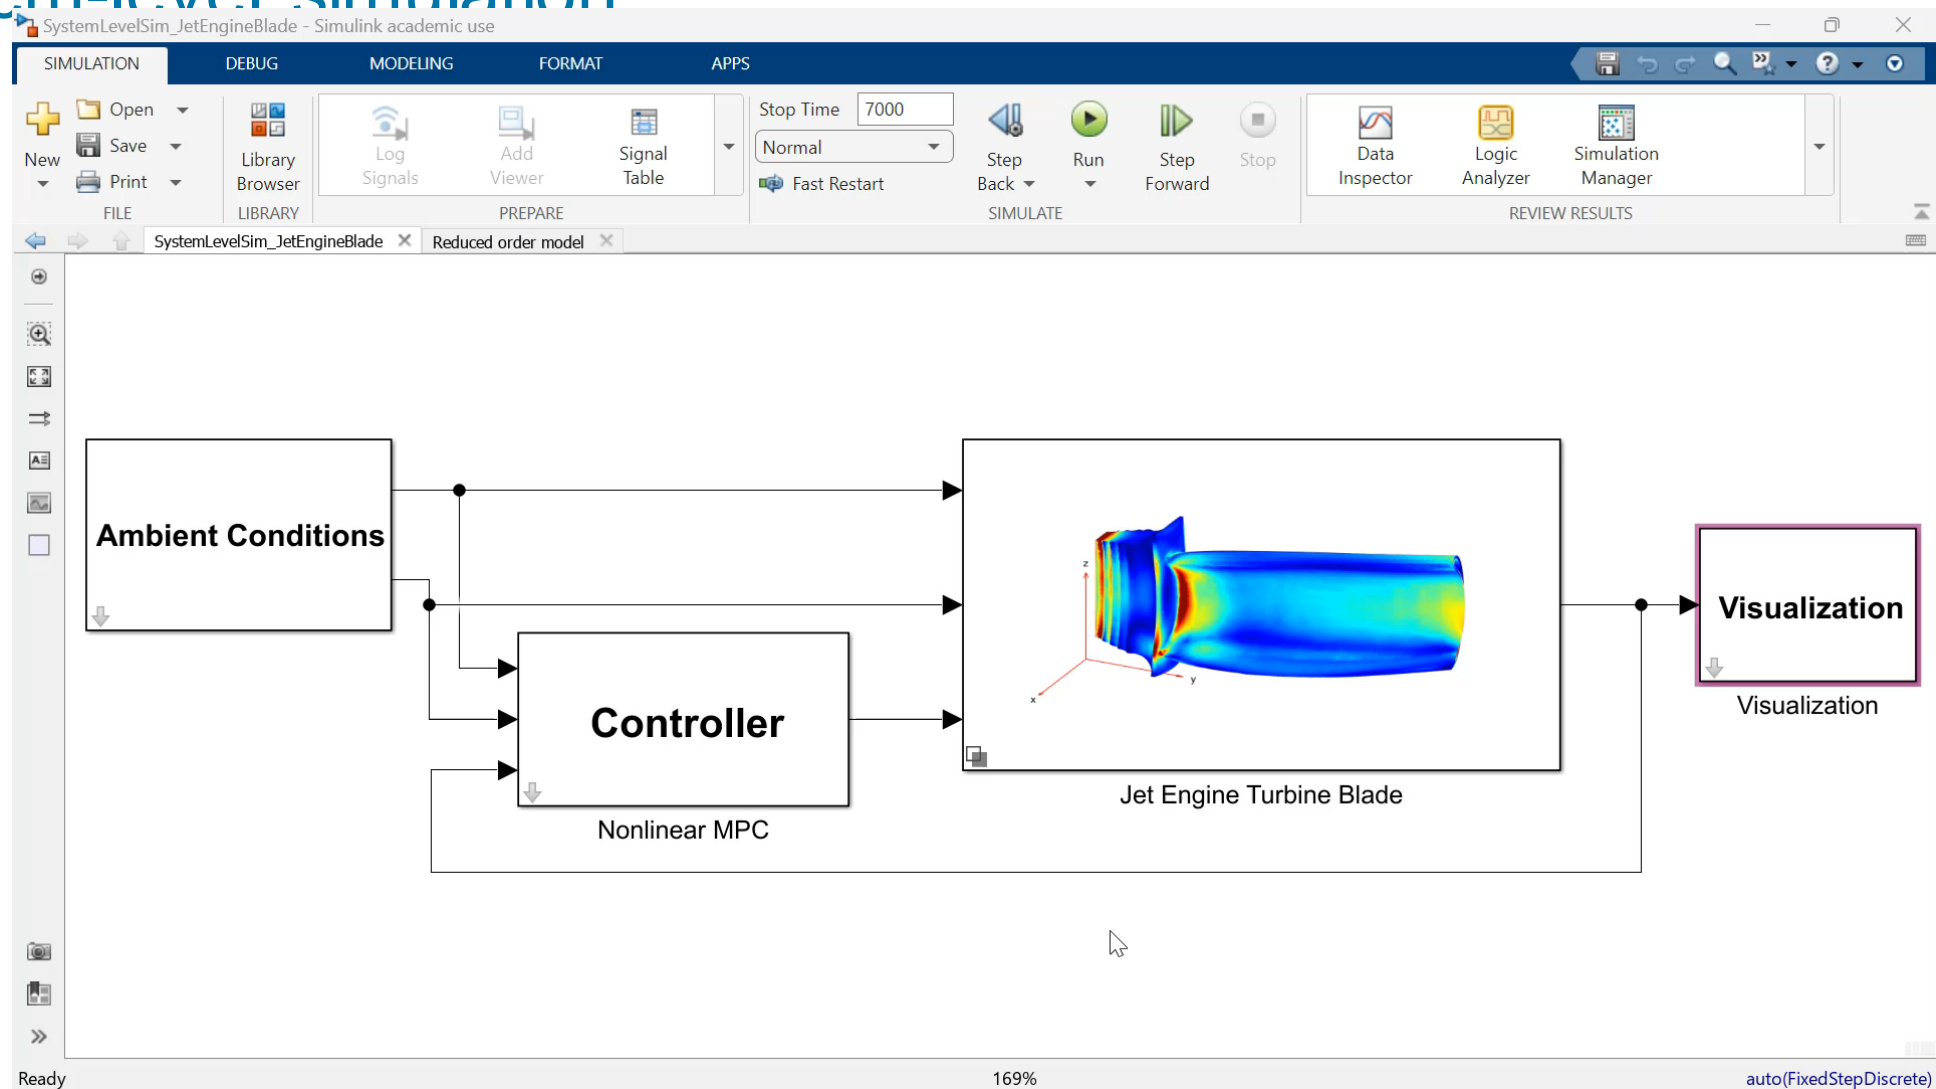 em-level simulation
SystemLevelSim_JetEngineBlade - Simulink academic use
SIMULATION DEBUG MODELING FORMAT APPS
New
Open
Save
Print
FILE
Library
Browser
LIBRARY
Log
Signals
Add
Viewer
Signal
Table
PREPARE
Stop Time 7000
Normal
Fast Restart
Step
Back
Run
Step
Forward
Stop
SIMULATE
Data
Inspector
Logic
Analyzer
Simulation
Manager
REVIEW RESULTS
SystemLevelSim_JetEngineBlade Reduced order model
Ambient Conditions
Controller
Nonlinear MPC
z
x
y
Jet Engine Turbine Blade
Visualization
Visualization
Ready 169% auto(FixedStepDiscrete)